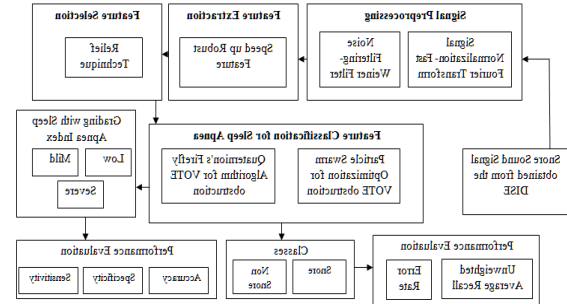 Signal Preprocessing
Signal
Normalization- Fast
Fourier Transform
Noise
Filtering-
Weiner Filter
Feature Extraction
Speed up Robust
Feature
Feature Selection
Relief
Technique
Snore Sound Signal
obtained from the
DISE
Feature Classification for Sleep Apnea
Particle Swarm
Optimization for
VOTE obstruction
Quaternion's Firefly
Algorithm for VOTE
obstruction
Grading with Sleep
Apnea Index
Low
Mild
Severe
Performance Evaluation
Unweighted
Average Recall
Error
Rate
Classes
Snore
Non
Snore
Performance Evaluation
Accuracy
Specificity
Sensitivity